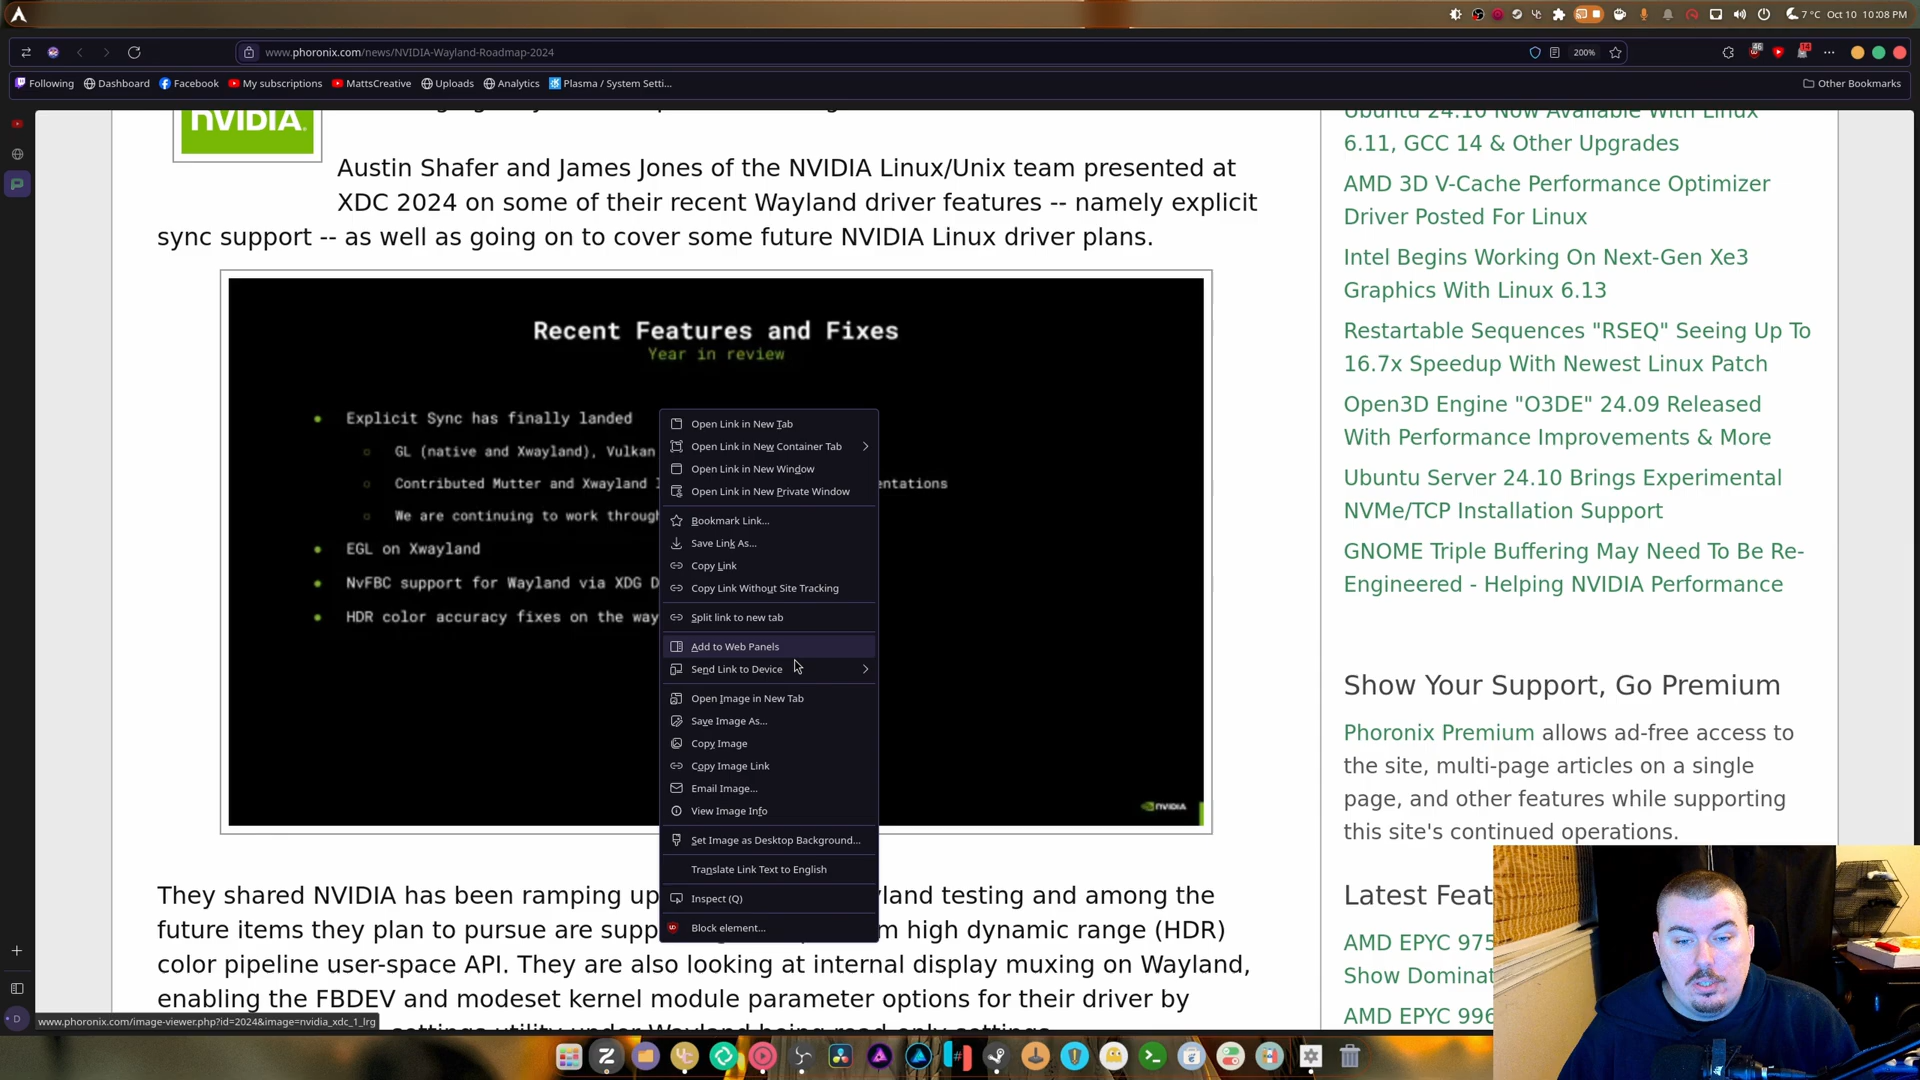 7°C Oct 10 10:08 PM
www.phoronix.com/news/NVIDIA-Wayland-Roadmap-2024
200%
46
14
Following
Dashboard
Facebook
My subscriptions
MattsCreative
Uploads
Analytics
Plasma / System Setti...
Other Bookmarks
NVIDIA.
Austin Shafer and James Jones of the NVIDIA Linux/Unix team presented at
XDC 2024 on some of their recent Wayland driver features -- namely explicit
sync support -- as well as going on to cover some future NVIDIA Linux driver plans.
Recent Features and Fixes
Year in review
Explicit Sync has finally landed
GL (native and Xwayland), Vulkan
Contributed Mutter and Xwayland
entations
We are continuing to work through
EGL on Xwayland
NvFBC support for Wayland via XDG D
HDR color accuracy fixes on the way
NVIDIA
Open Link in New Tab
Open Link in New Container Tab
Open Link in New Window
Open Link in New Private Window
Bookmark Link...
Save Link As...
Copy Link
Copy Link Without Site Tracking
Split link to new tab
Add to Web Panels
Send Link to Device
Open Image in New Tab
Save Image As...
Copy Image
Copy Image Link
Email Image...
View Image Info
Set Image as Desktop Background...
Translate Link Text to English
Inspect (Q)
Block element...
They shared NVIDIA has been ramping up
yland testing and among the
future items they plan to pursue are supp
m high dynamic range (HDR)
color pipeline user-space API. They are also looking at internal display muxing on Wayland,
enabling the FBDEV and modeset kernel module parameter options for their driver by
settings utility under Wayland being read-only settings
www.phoronix.com/image-viewer.php?id=2024&image=nvidia_xdc_1_lrg
Ubuntu 24.10 Now Available With Linux
6.11, GCC 14 & Other Upgrades
AMD 3D V-Cache Performance Optimizer
Driver Posted For Linux
Intel Begins Working On Next-Gen Xe3
Graphics With Linux 6.13
Restartable Sequences "RSEQ" Seeing Up To
16.7x Speedup With Newest Linux Patch
Open3D Engine "O3DE" 24.09 Released
With Performance Improvements & More
Ubuntu Server 24.10 Brings Experimental
NVMe/TCP Installation Support
GNOME Triple Buffering May Need To Be Re-
Engineered - Helping NVIDIA Performance
Show Your Support, Go Premium
Phoronix Premium allows ad-free access to
the site, multi-page articles on a single
page, and other features while supporting
this site's continued operations.
Latest Feat
AMD EPYC 975
Show Dominat
AMD EPYC 996